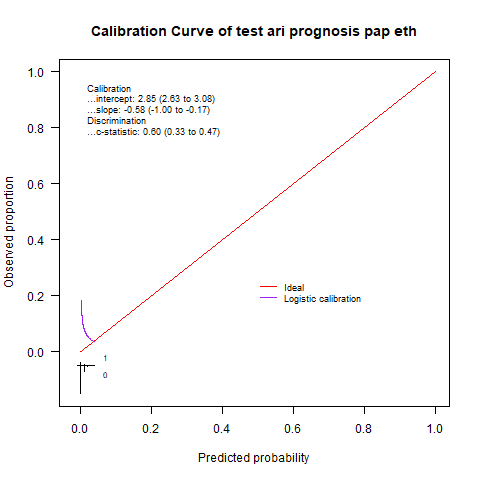 Calibration Curve of test ari prognosis pap eth
Calibration
...intercept: 2.85 (2.63 to 3.08)
...slope: -0.58 (-1.00 to -0.17)
Discrimination
...c-statistic: 0.60 (0.33 to 0.47)
Observed proportion
1.0
0.8
0.6
0.4
0.2
0.0
Ideal
Logistic calibration
1
0
0.0 0.2 0.4 0.6 0.8 1.0
Predicted probability